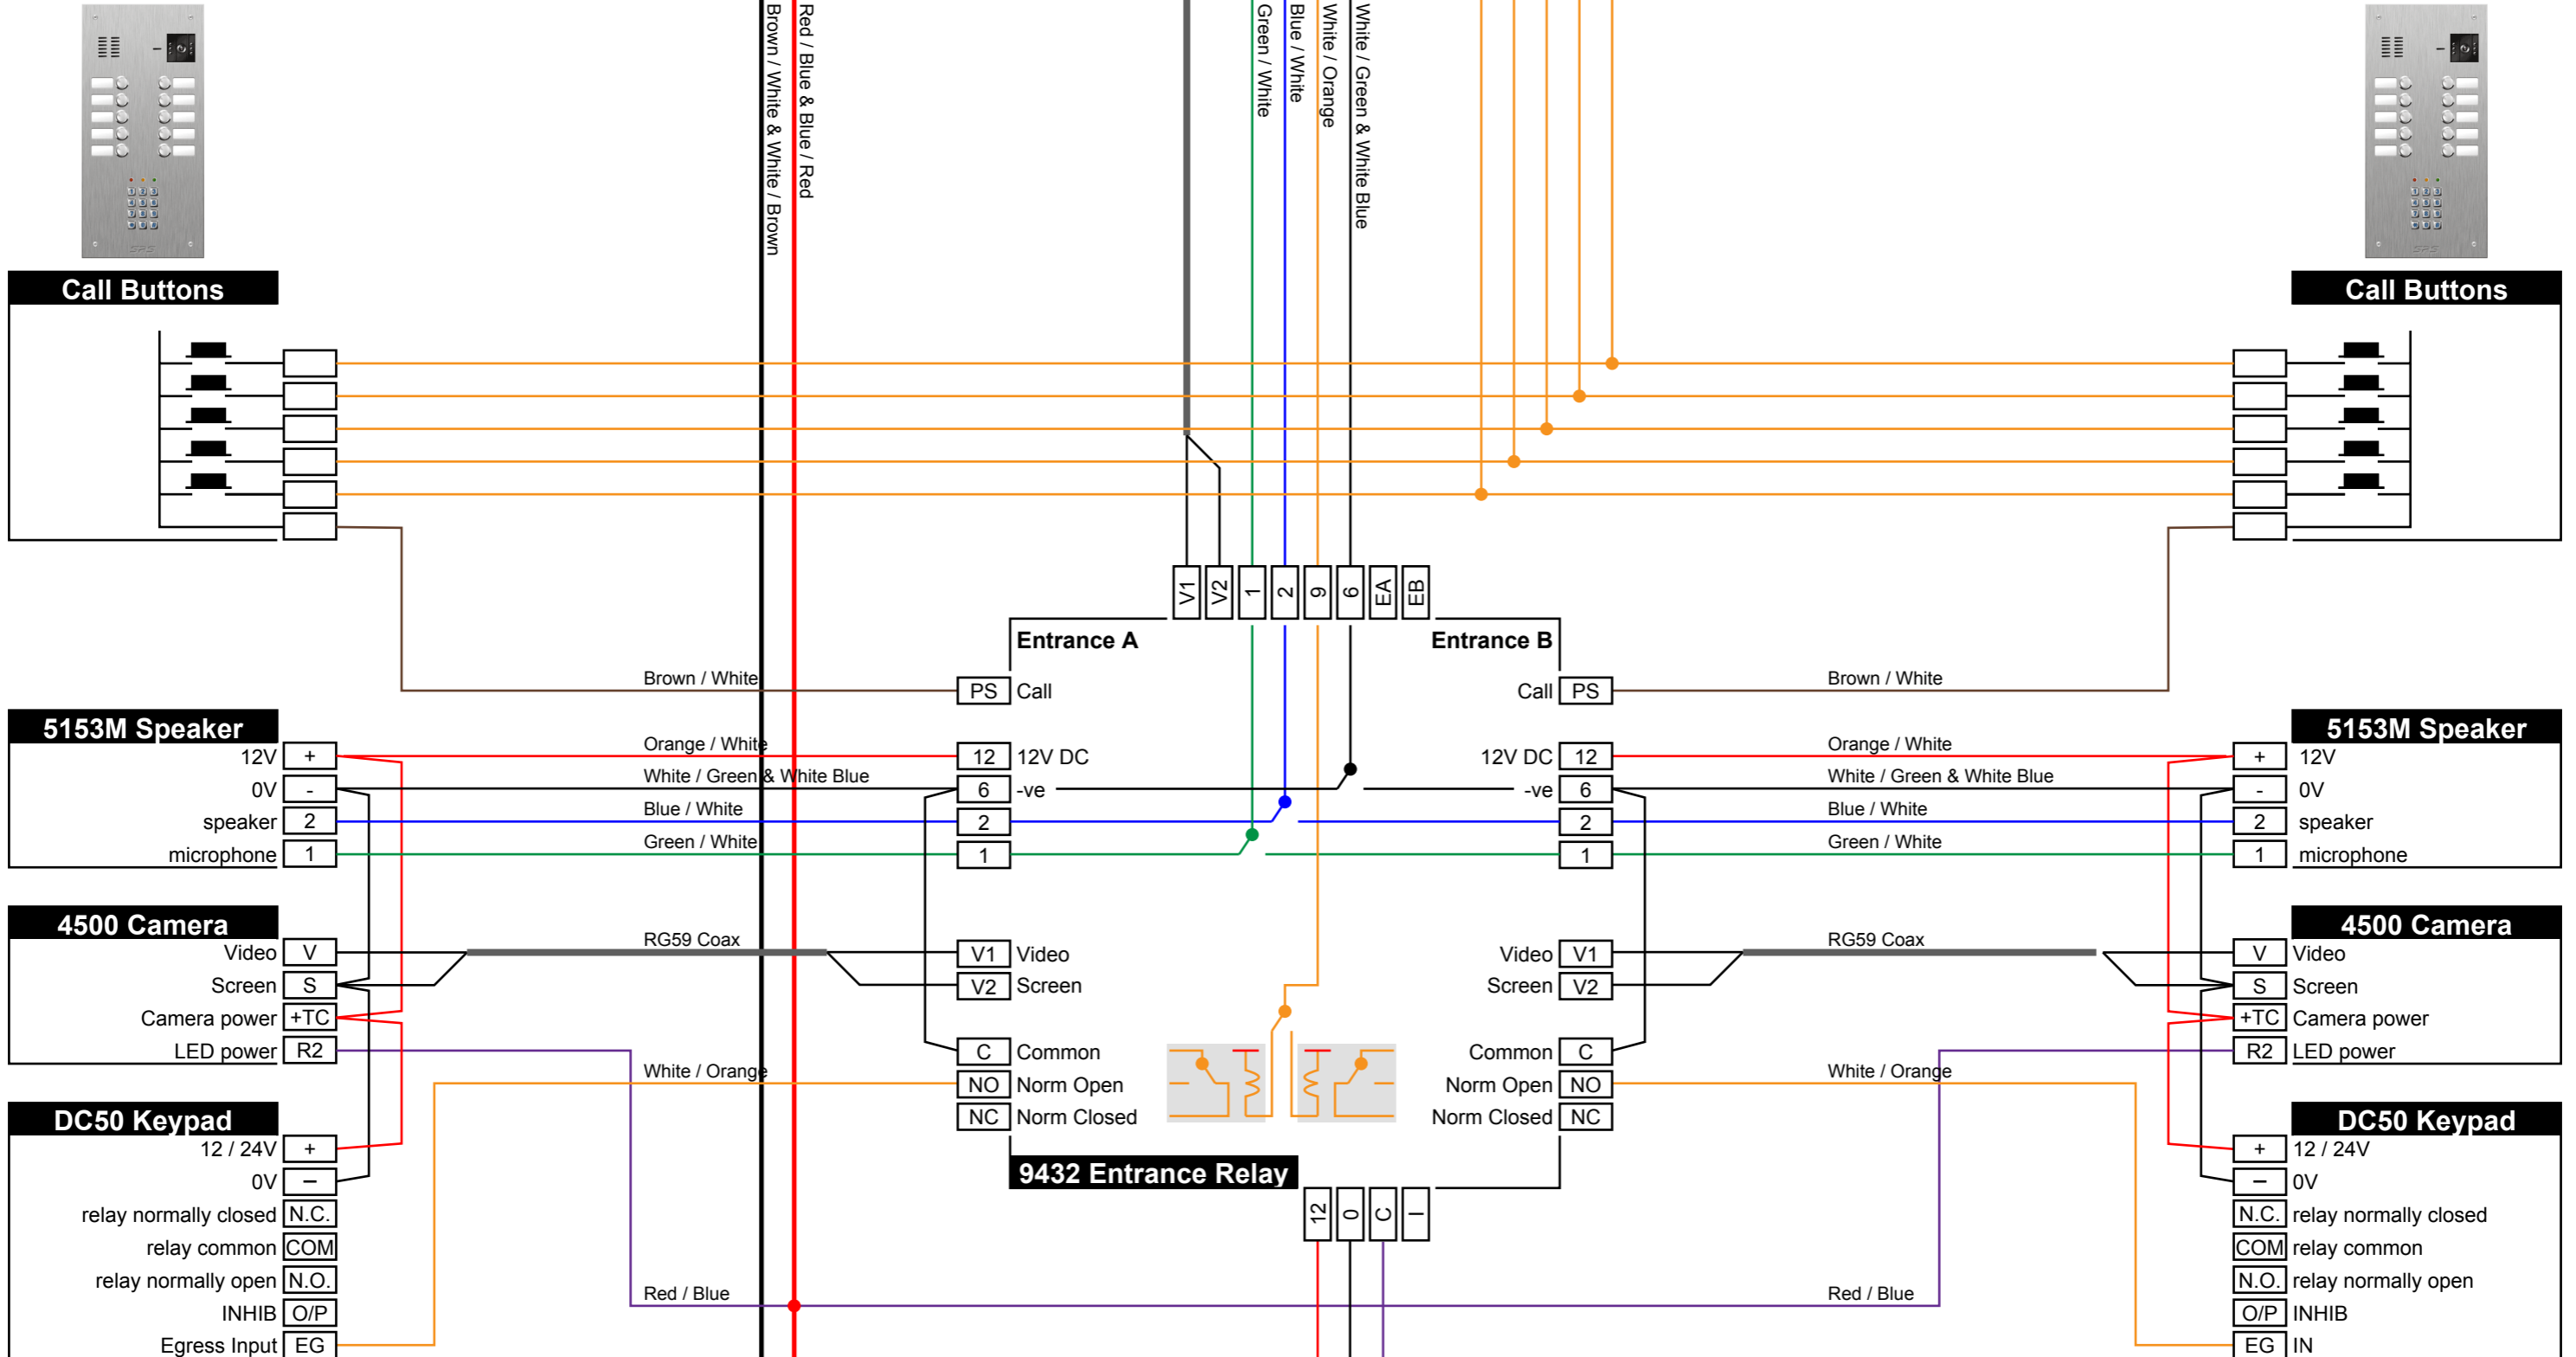 Brown / White & White / Brown
Red / Blue & Blue / Red
Green / White
Blue / White
White / Orange
White / Green & White Blue
SPS
SPS
Call Buttons
Call Buttons
V1
V2
1
2
9
6
EA
EB
Entrance A
Entrance B
Brown / White
PS
Call
Call
PS
Brown / White
5153M Speaker
12V
+
0V
-
speaker
2
microphone
1
Orange / White
White / Green & White Blue
Blue / White
Green / White
12
12V DC
6
-ve
2
1
12V DC
12
-ve
6
2
1
Orange / White
White / Green & White Blue
Blue / White
Green / White
5153M Speaker
+
12V
-
0V
2
speaker
1
microphone
4500 Camera
Video
V
Screen
S
Camera power
+TC
LED power
R2
RG59 Coax
V1
Video
V2
Screen
Video
V1
Screen
V2
RG59 Coax
4500 Camera
V
Video
S
Screen
+TC
Camera power
R2
LED power
White / Orange
C
Common
NO
Norm Open
NC
Norm Closed
Common
C
Norm Open
NO
Norm Closed
NC
White / Orange
9432 Entrance Relay
12
0
C
I
DC50 Keypad
12 / 24V
+
0V
–
relay normally closed
N.C.
relay common
COM
relay normally open
N.O.
INHIB
O/P
Egress Input
EG
Red / Blue
Red / Blue
DC50 Keypad
+
12 / 24V
–
0V
N.C.
relay normally closed
COM
relay common
N.O.
relay normally open
O/P
INHIB
EG
IN